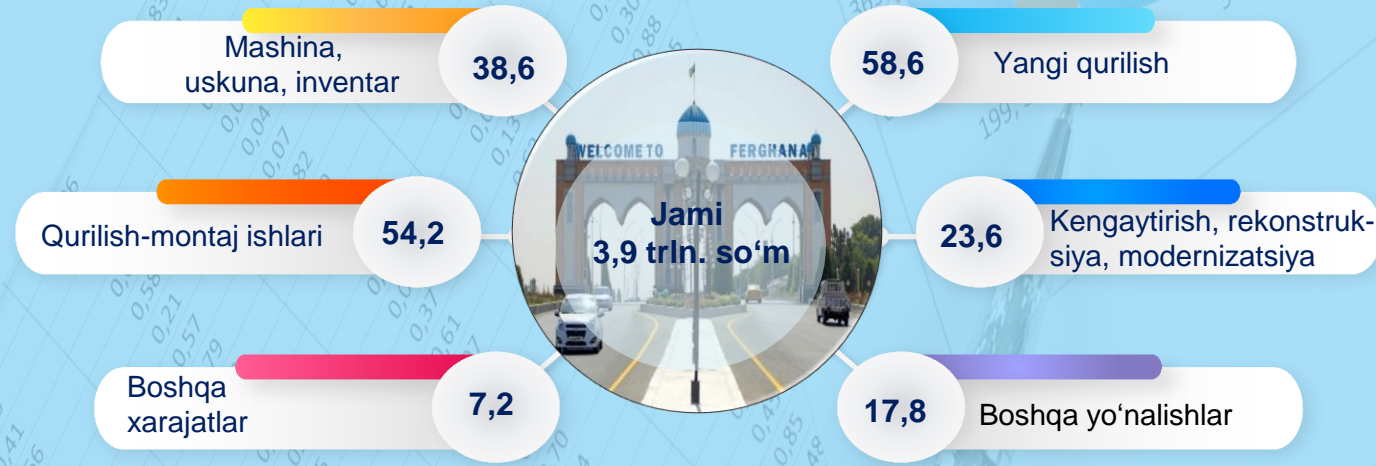 Mashina,
uskuna, inventar
38,6
58,6
Yangi qurilish
WELCOME TO FERGHANA
Jami
3,9 trln. so‘m
Qurilish-montaj ishlari
54,2
23,6
Kengaytirish, rekonstruk-
siya, modernizatsiya
Boshqa
xarajatlar
7,2
17,8
Boshqa yo‘nalishlar